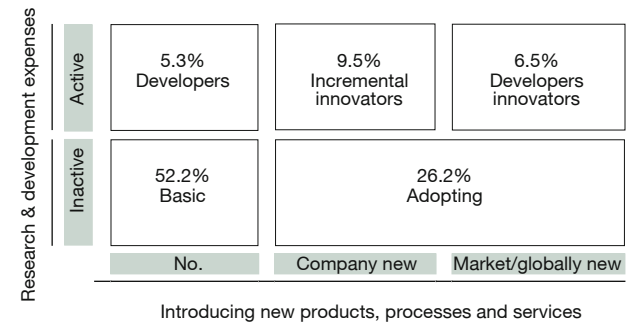 Research & development expenses
Active
5.3%
Developers
9.5%
Incremental
innovators
6.5%
Developers
innovators
Inactive
52.2%
Basic
26.2%
Adopting
No.
Company new
Market/globally new
Introducing new products, processes and services